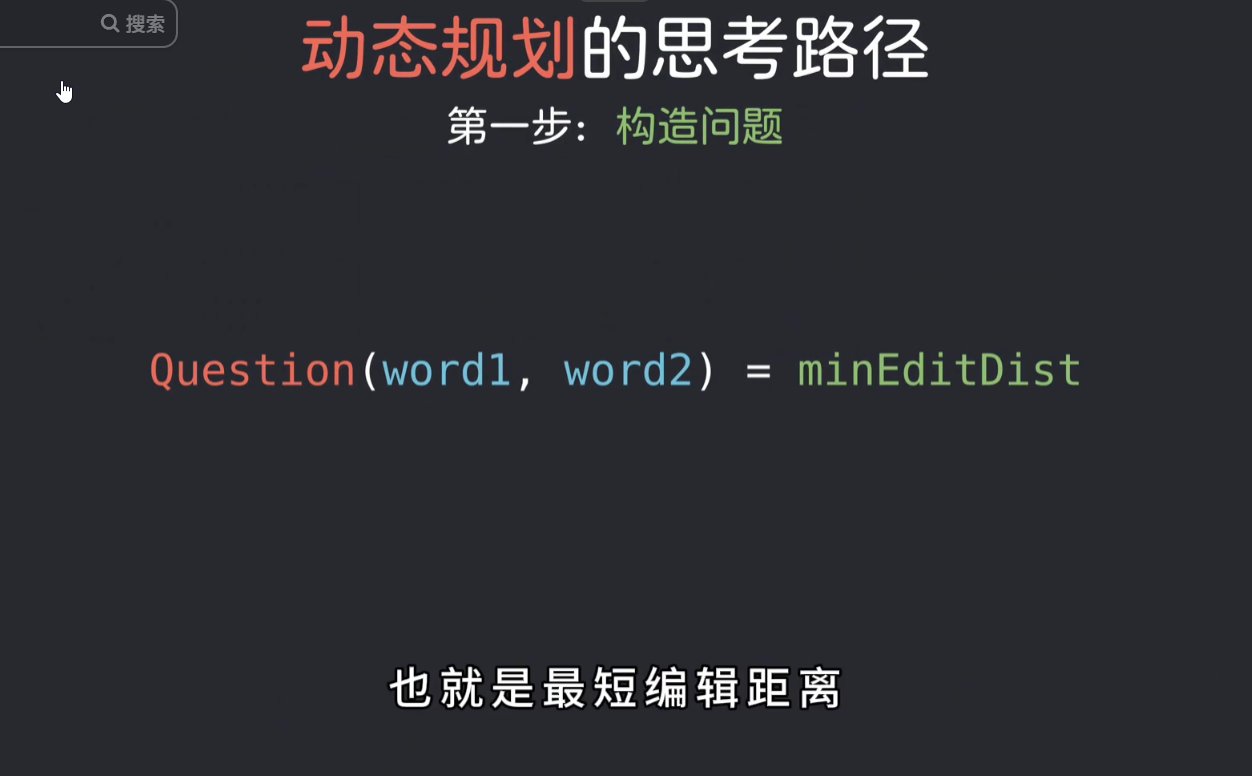 搜索
动态规划的思考路径
第一步：构造问题
Question(word1, word2) = minEditDist
也就是最短编辑距离